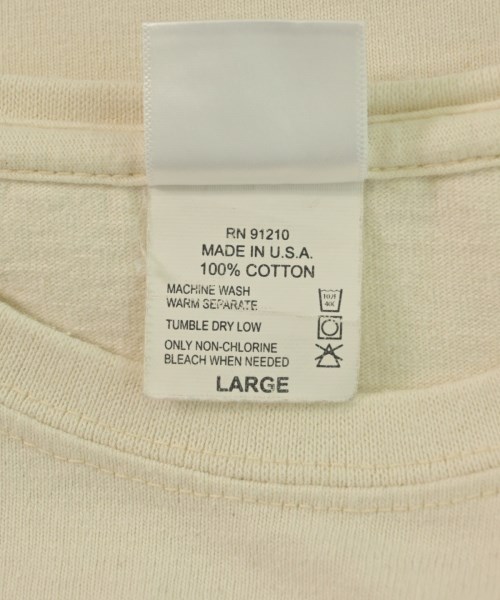 RN 91210
MADE IN U.S.A.
100% COTTON
MACHINE WASH
WARM SEPARATE
TUMBLE DRY LOW
ONLY NON-CHLORINE
BLEACH WHEN NEEDED
LARGE